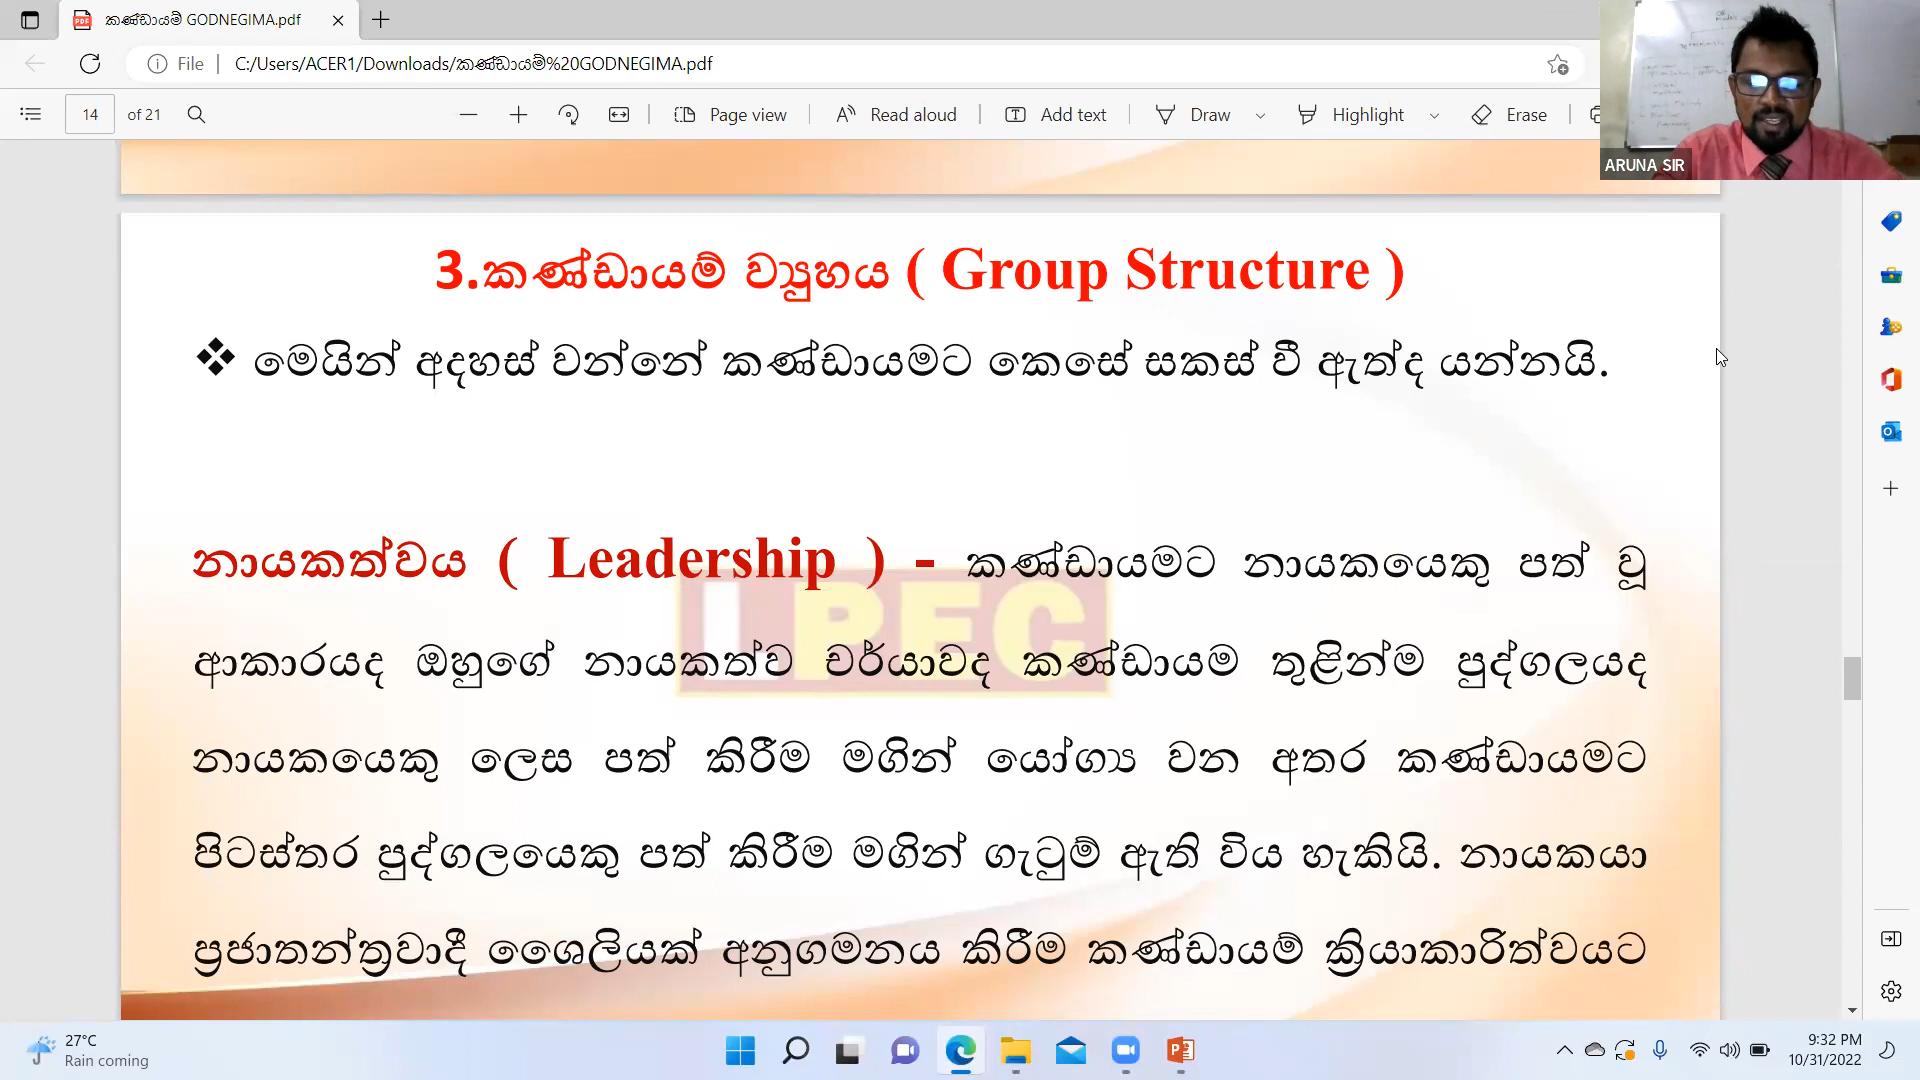 කණ්ඩායම් GODNEGIMA.pdf
File
C:/Users/ACER1/Downloads/කණ්ඩායම්%20GODNEGIMA.pdf
14 of 21
Page view
Read aloud
Add text
Draw
Highlight
Erase
ARUNA SIR
3.කණ්ඩායම් ව්‍යුහය ( Group Structure )
❖ මෙයින් අදහස් වන්නේ කණ්ඩායමට කෙසේ සකස් වී ඇත්ද යන්නයි.
නායකත්වය ( Leadership ) - කණ්ඩායමට නායකයෙකු පත් වූ
ආකාරයද ඔහුගේ නායකත්ව චර්යාවද කණ්ඩායම තුළින්ම පුද්ගලයද
නායකයෙකු ලෙස පත් කිරීම මගින් යෝග්‍ය වන අතර කණ්ඩායමට
පිටස්තර පුද්ගලයෙකු පත් කිරීම මගින් ගැටුම් ඇති විය හැකියි. නායකයා
ප්‍රජාතන්ත්‍රවාදී ශෛලියක් අනුගමනය කිරීම කණ්ඩායම් ක්‍රියාකාරිත්වයට
LPEC
27°C
Rain coming
9:32 PM
10/31/2022